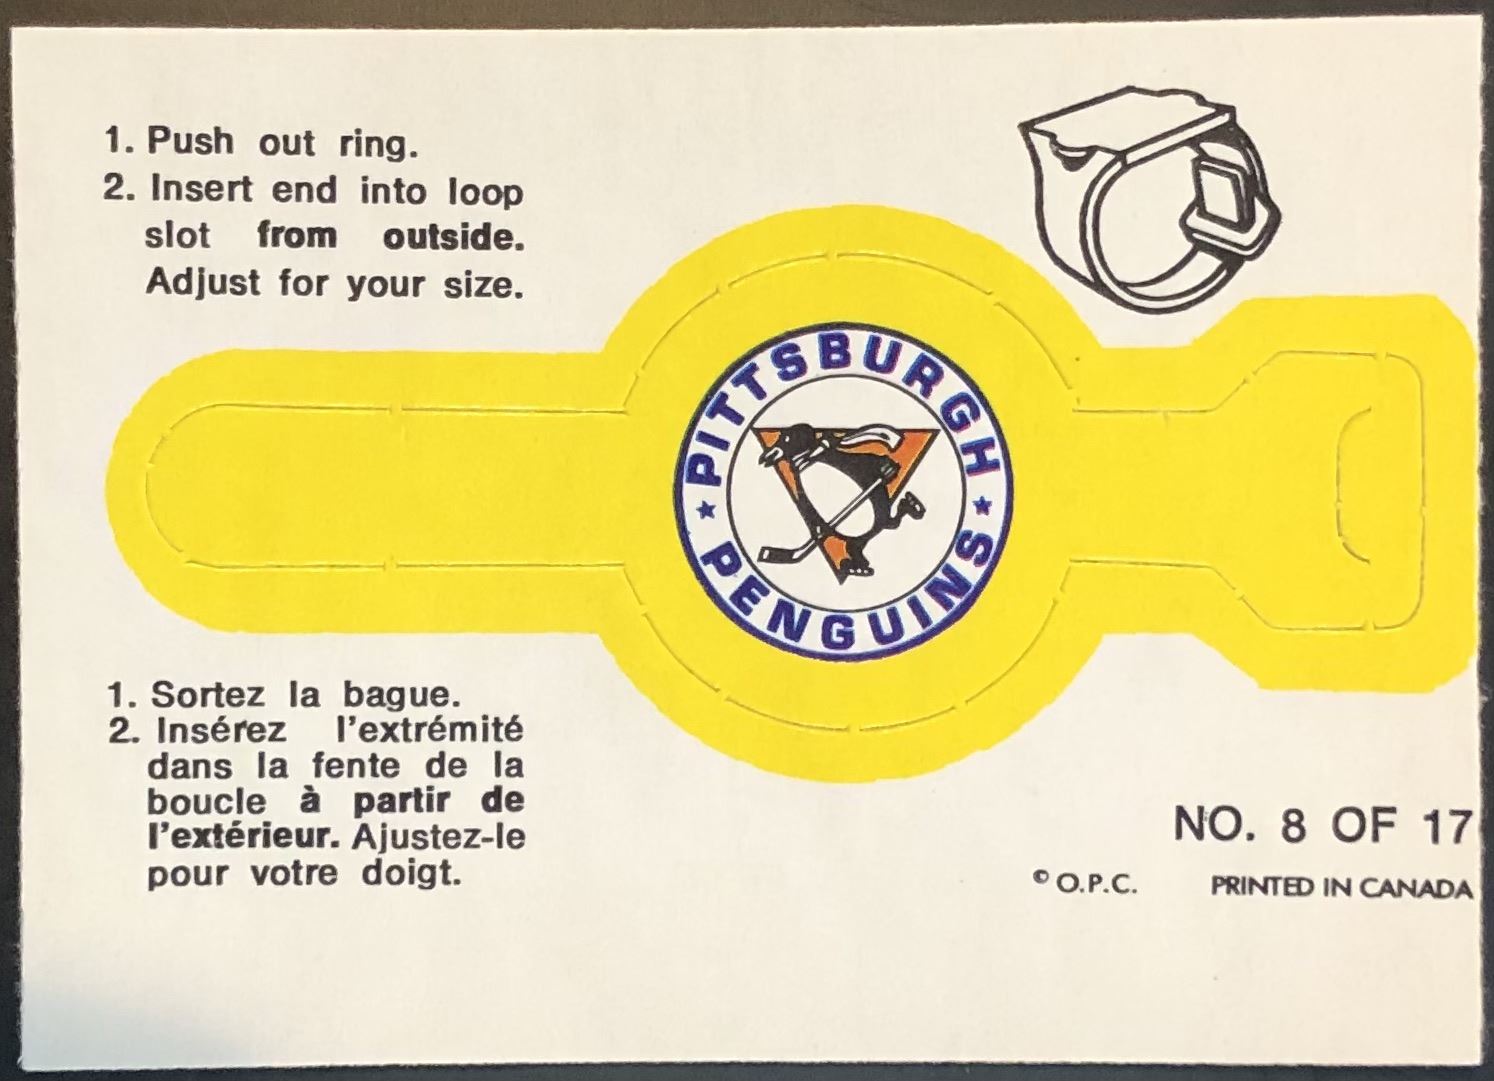 1. Push out ring.
2. Insert end into loop
slot from outside.
Adjust for your size.
PITTSBURGH
★ PENGUINS ★
1. Sortez la bague.
2. Insérez l'extrémité
dans la fente de la
boucle à partir de
l'extérieur. Ajustez-le
pour votre doigt.
NO. 8 OF 17
© O.P.C. PRINTED IN CANADA